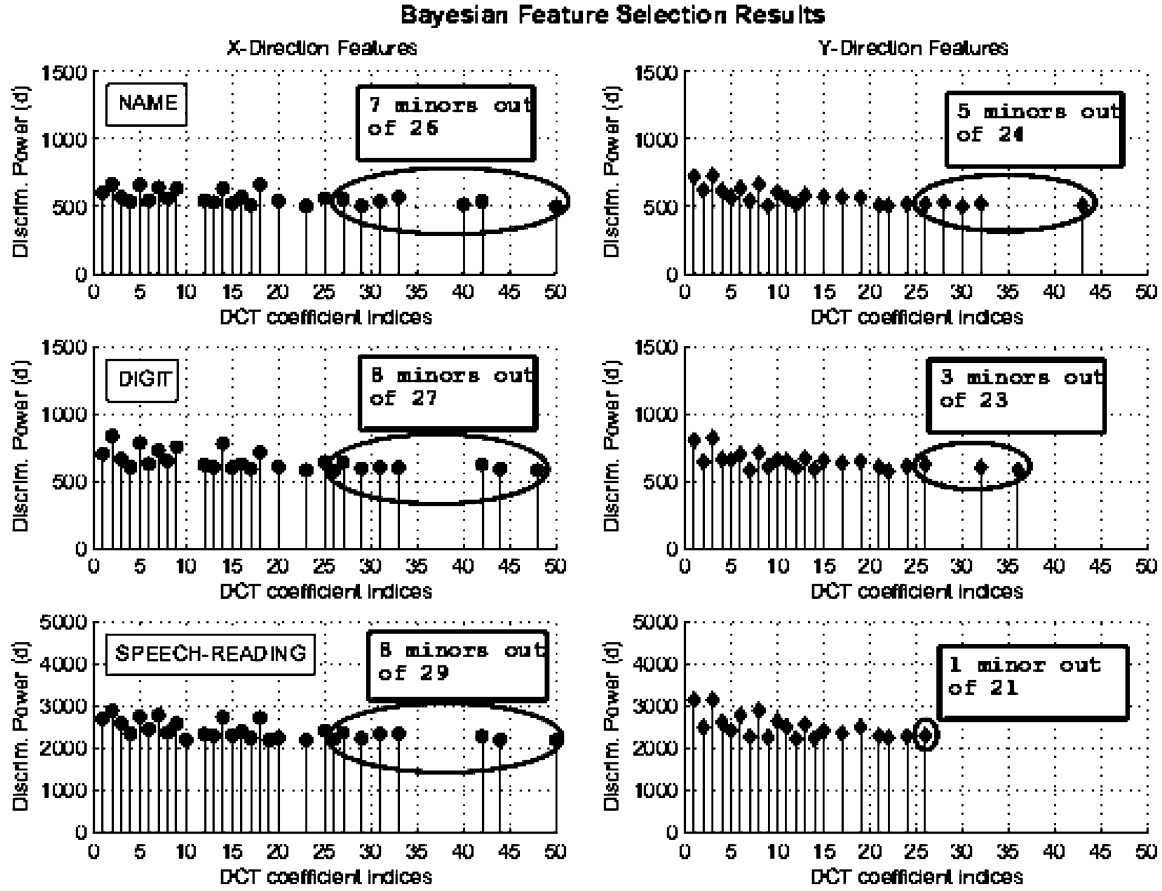 Bayesian Feature Selection Results
X-Direction Features
Y-Direction Features
1500
1000
500
0
Discrim. Power (d)
NAME
7 minors out
of 26
0 5 10 15 20 25 30 35 40 45 50
DCT coefficient indices
1500
1000
500
0
Discrim. Power (d)
5 minors out
of 24
0 5 10 15 20 25 30 35 40 45 50
DCT coefficient indices
1500
1000
500
0
Discrim. Power (d)
DIGIT
8 minors out
of 27
0 5 10 15 20 25 30 35 40 45 50
DCT coefficient indices
1500
1000
500
0
Discrim. Power (d)
3 minors out
of 23
0 5 10 15 20 25 30 35 40 45 50
DCT coefficient indices
5000
4000
3000
2000
1000
0
Discrim. Power (d)
SPEECH-READING
8 minors out
of 29
0 5 10 15 20 25 30 35 40 45 50
DCT coefficient indices
5000
4000
3000
2000
1000
0
Discrim. Power (d)
1 minor out
of 21
0 5 10 15 20 25 30 35 40 45 50
DCT coefficient indices